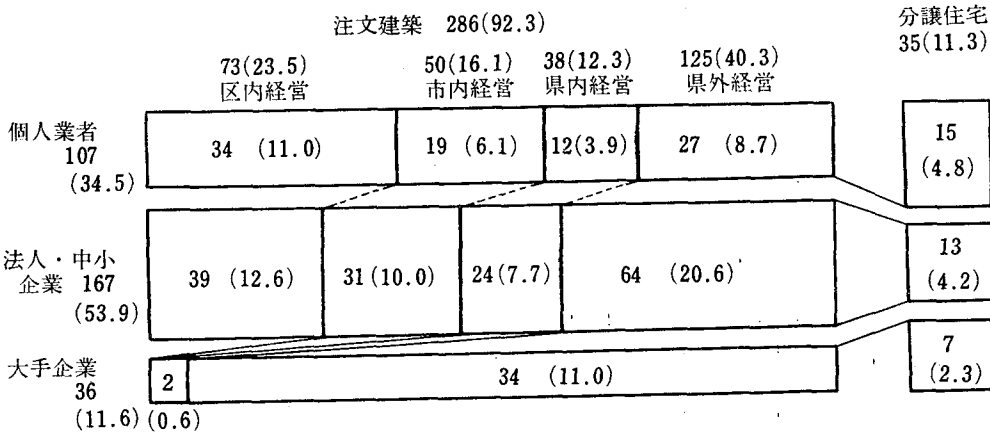 注文建築 286(92.3)
分譲住宅
35(11.3)
73(23.5)
区内経営
50(16.1)
市内経営
38(12.3)
県内経営
125(40.3)
県外経営
個人業者
107
(34.5)
34 (11.0)
19 (6.1)
12(3.9)
27 (8.7)
15
(4.8)
法人・中小
企業 167
(53.9)
39 (12.6)
31(10.0)
24(7.7)
64 (20.6)
13
(4.2)
大手企業
36
(11.6)
2
(0.6)
34 (11.0)
7
(2.3)